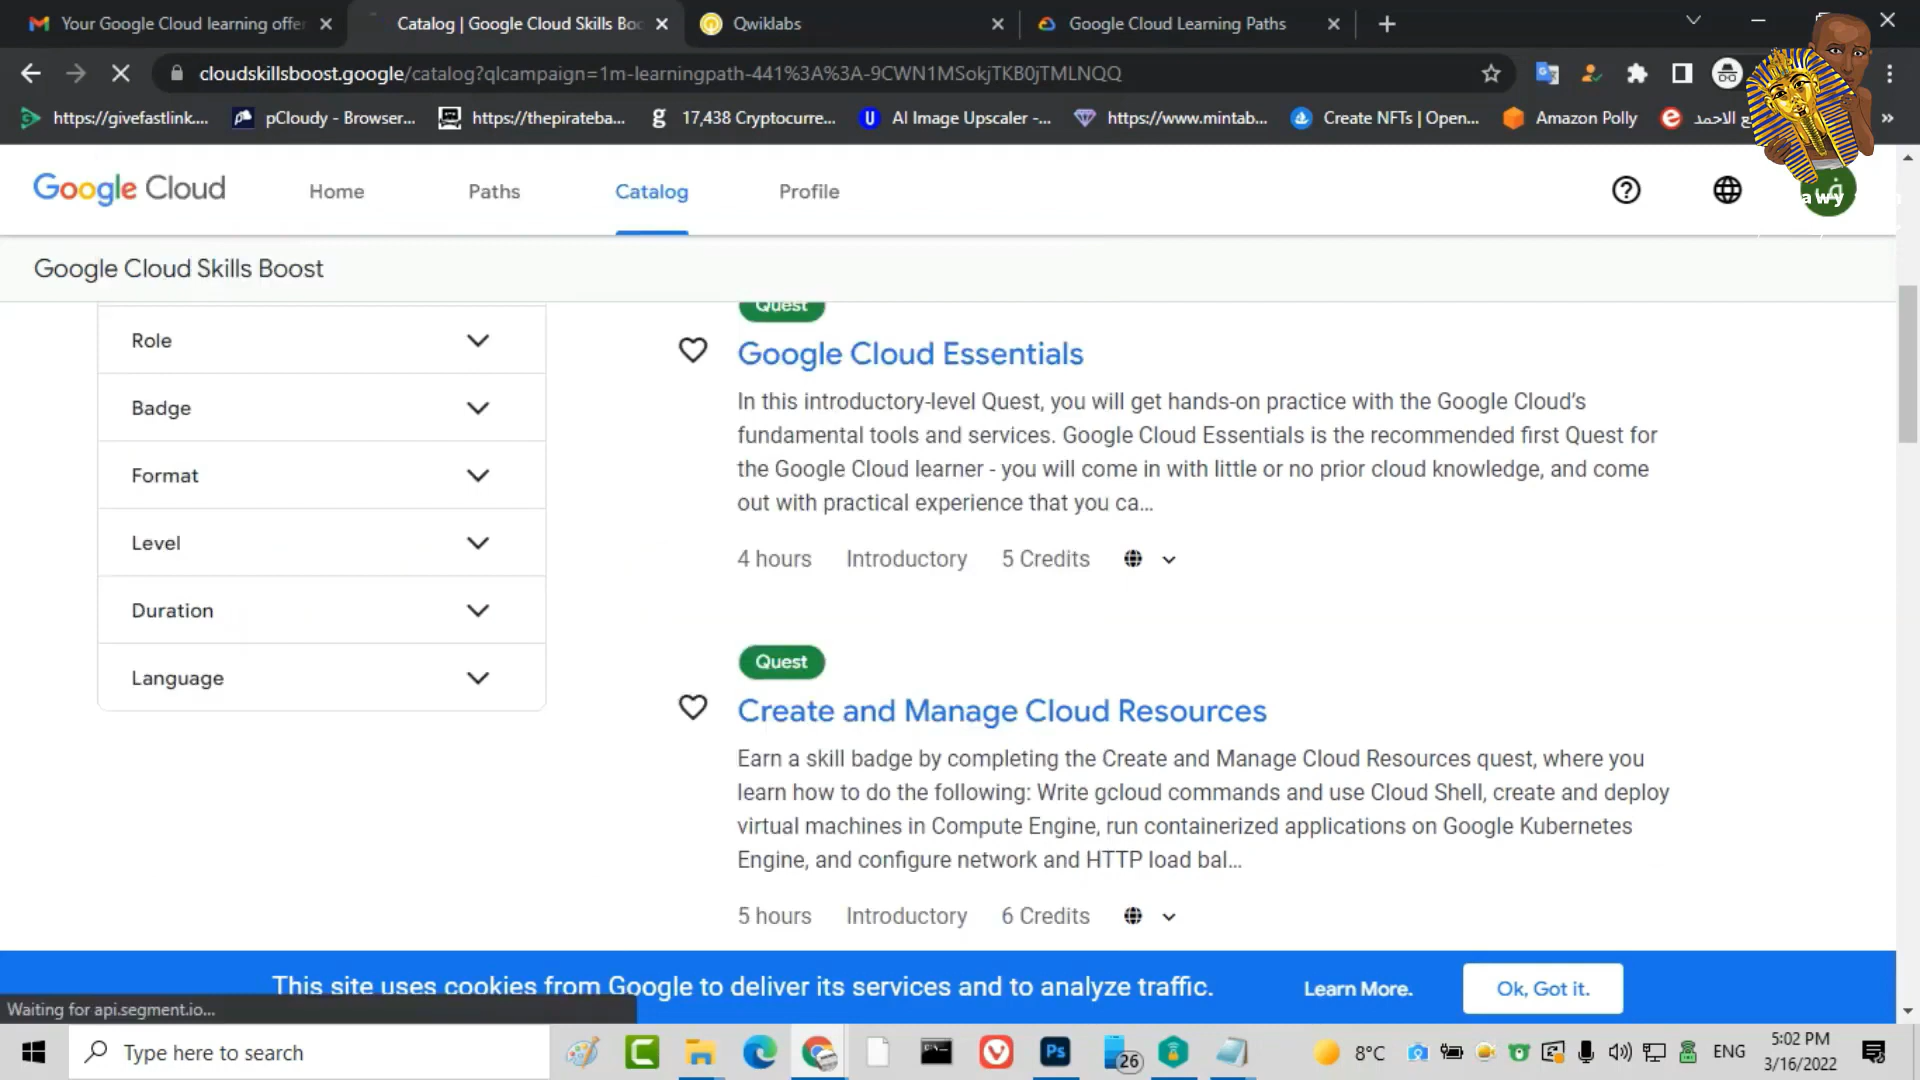 Your Google Cloud learning offer
Catalog | Google Cloud Skills Boo
Qwiklabs
Google Cloud Learning Paths
cloudskillsboost.google/catalog?qlcampaign=1m-learningpath-441%3A%3A-9CWN1MSokjTKB0jTMLNQQ
https://givefastlink....
pCloudy - Browser...
https://thepirateba...
17,438 Cryptocurre...
AI Image Upscaler -...
https://www.mintab...
Create NFTs | Open...
Amazon Polly
ع الاحمد
Google Cloud
Home
Paths
Catalog
Profile
ف
awy
Google Cloud Skills Boost
Role
Badge
Format
Level
Duration
Language
Quest
Google Cloud Essentials
In this introductory-level Quest, you will get hands-on practice with the Google Cloud’s
fundamental tools and services. Google Cloud Essentials is the recommended first Quest for
the Google Cloud learner - you will come in with little or no prior cloud knowledge, and come
out with practical experience that you ca...
4 hours Introductory 5 Credits
Quest
Create and Manage Cloud Resources
Earn a skill badge by completing the Create and Manage Cloud Resources quest, where you
learn how to do the following: Write gcloud commands and use Cloud Shell, create and deploy
virtual machines in Compute Engine, run containerized applications on Google Kubernetes
Engine, and configure network and HTTP load bal...
5 hours Introductory 6 Credits
This site uses cookies from Google to deliver its services and to analyze traffic.
Learn More.
Ok, Got it.
Waiting for api.segment.io...
Type here to search
Ps
26
8°C
ENG
5:02 PM
3/16/2022